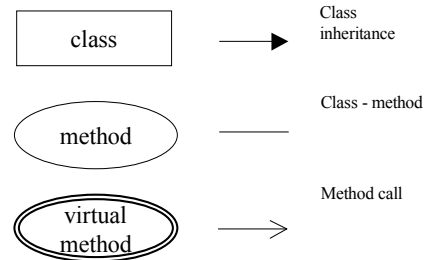 class
Class
inheritance
method
Class - method
virtual
method
Method call